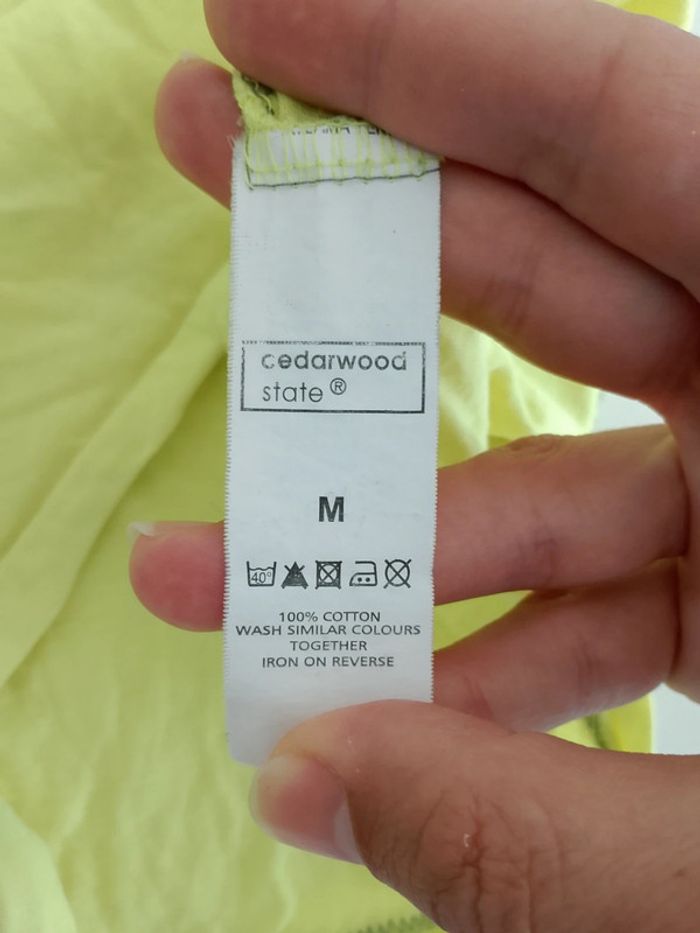 cedarwood
state®
M
40°
100% COTTON
WASH SIMILAR COLOURS
TOGETHER
IRON ON REVERSE